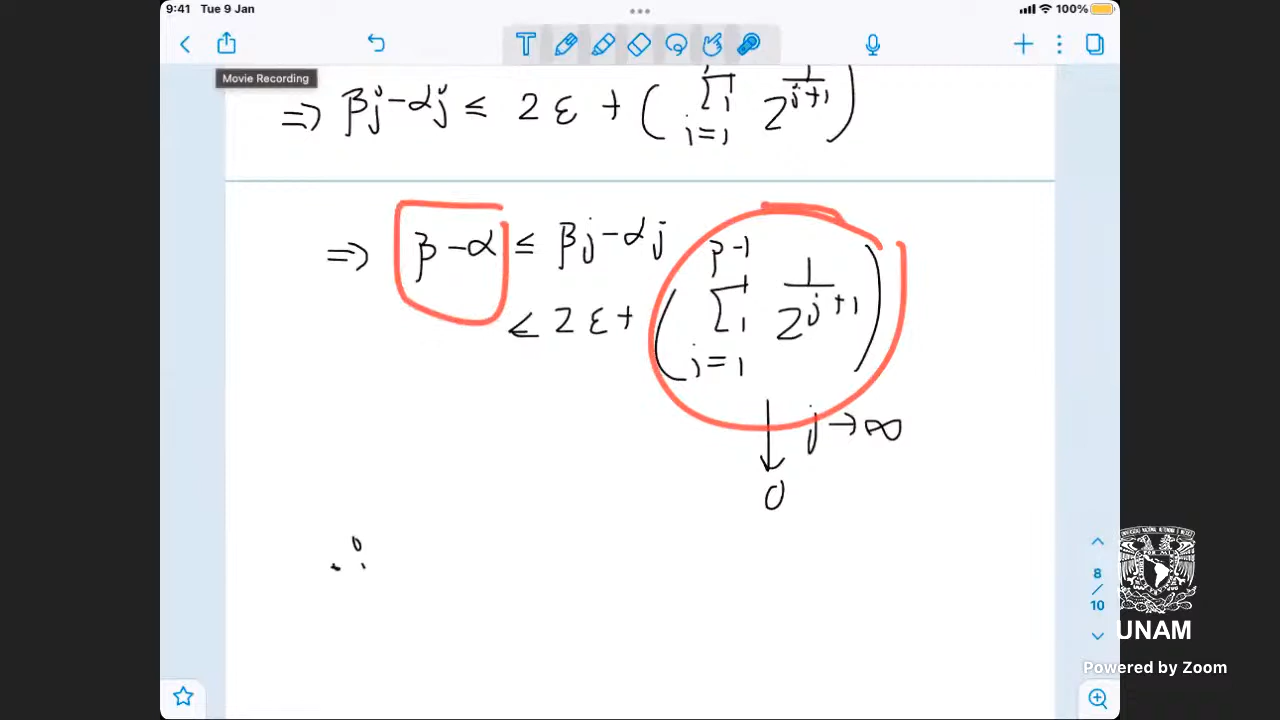 9:41 Tue 9 Jan 100%
Movie Recording
T
⇒ βj − αj ≤ 2ε + ( Σ i=1 1/2^{j+1} )
⇒ β − α ≤ βj − αj
≤ 2ε + ( Σ_{i=1}^{p−1} 1/2^{j+1} )
↓ j → ∞
0
∴
8
/
10
UNAM
Powered by Zoom